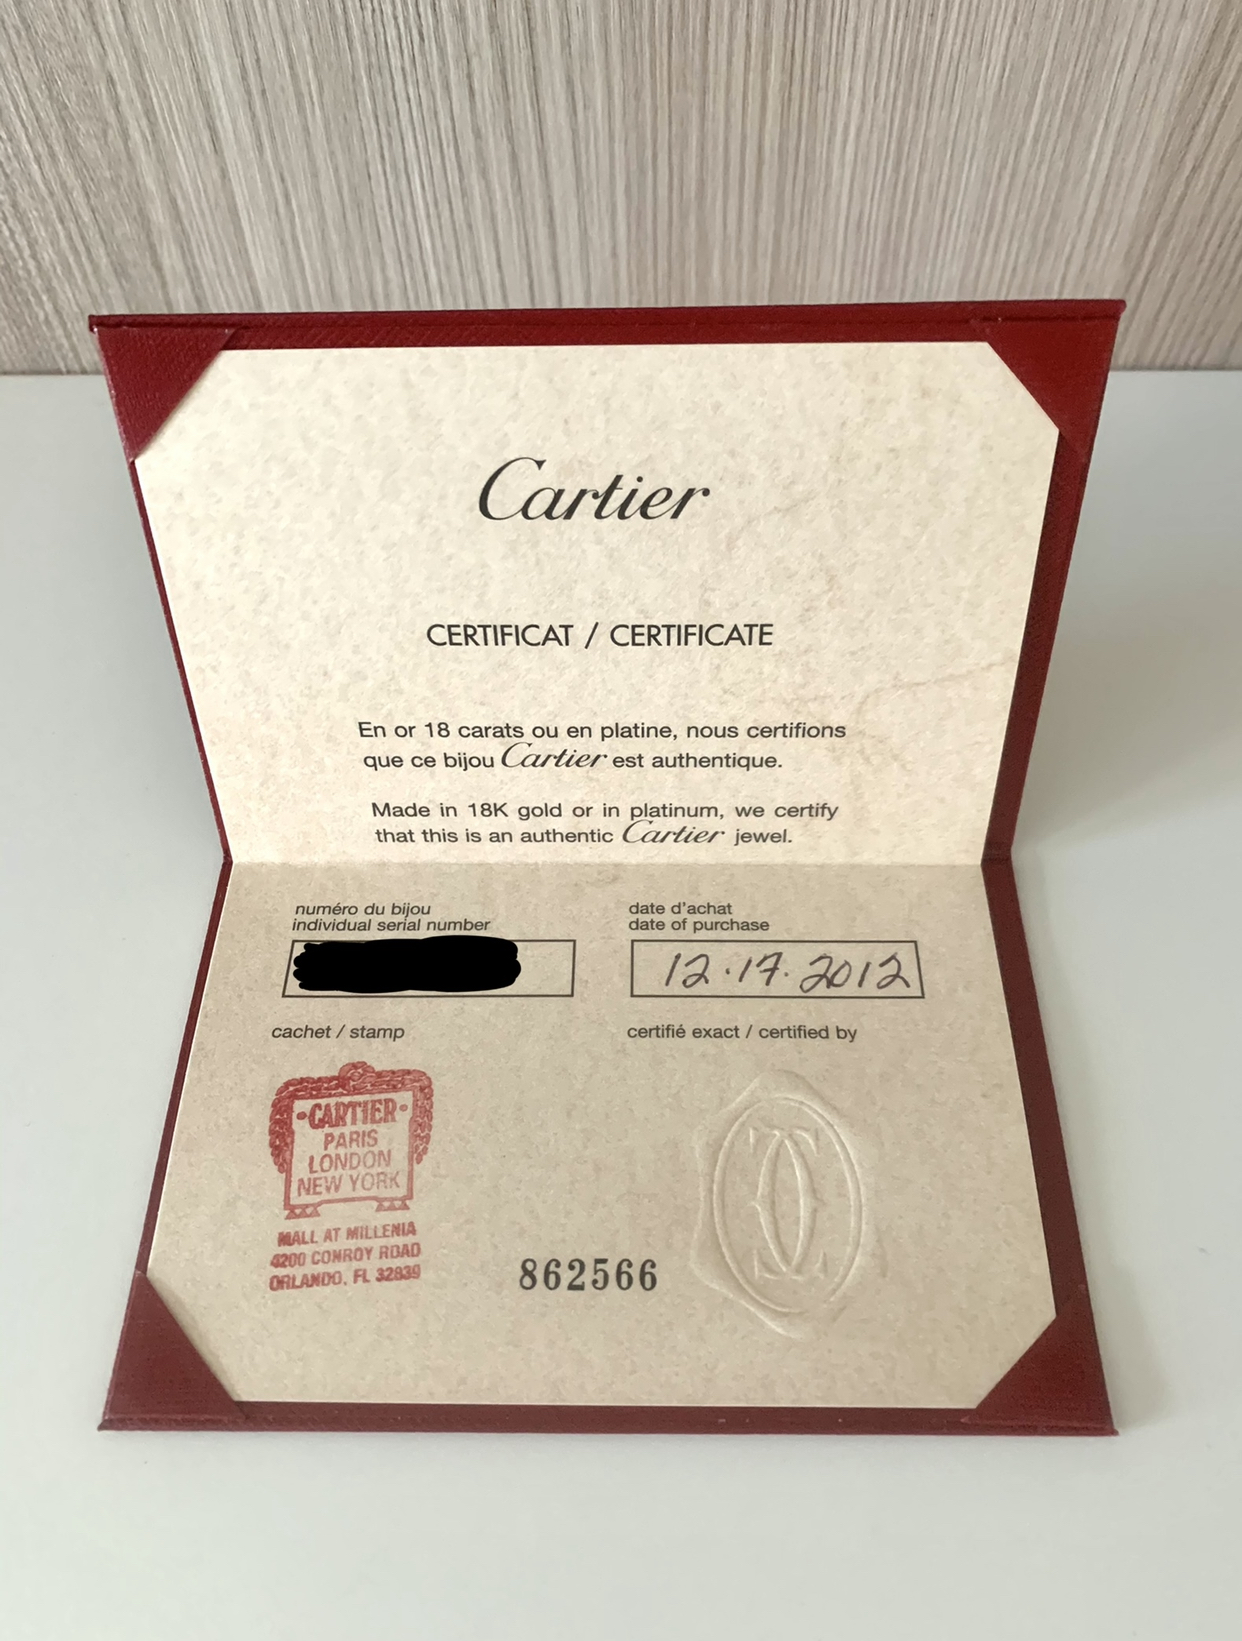 Cartier
CERTIFICAT / CERTIFICATE
En or 18 carats ou en platine, nous certifions
que ce bijou Cartier est authentique.
Made in 18K gold or in platinum, we certify
that this is an authentic Cartier jewel.
numéro du bijou
individual serial number
date d'achat
date of purchase
12.17.2012
cachet / stamp
certifié exact / certified by
·CARTIER·
PARIS
LONDON
NEW YORK
MALL AT MILLENIA
4200 CONROY ROAD
ORLANDO, FL 32839
862566